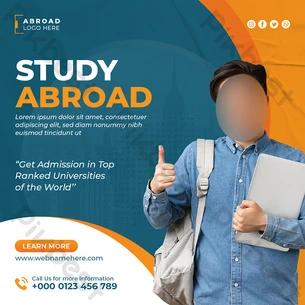 ABROAD
LOGO HERE
STUDY
ABROAD
Lorem ipsum dolor sit amet, consectetuer
adipiscing elit, sed diam nonummy nibh
euismod tincidunt ut
"Get Admission in Top
Ranked Universities
of the World"
LEARN MORE
www.webnamehere.com
Call Us for more Information
+000 0123 456 789